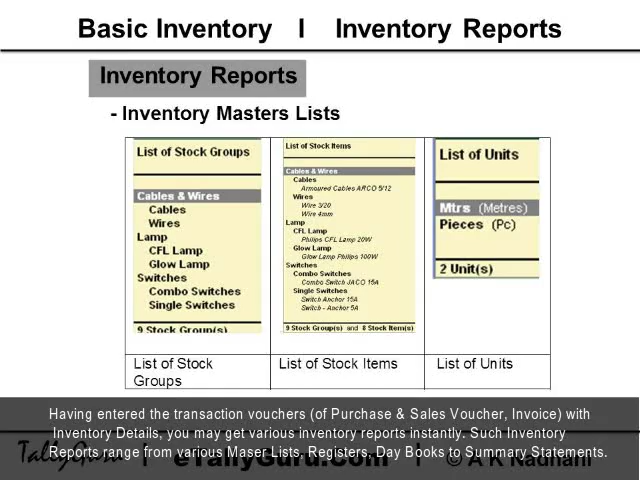 Basic Inventory I Inventory Reports
Inventory Reports
- Inventory Masters Lists
List of Stock Groups
Cables & Wires
Cables
Wires
Lamp
CFL Lamp
Glow Lamp
Switches
Combo Switches
Single Switches
9 Stock Group(s)
List of Stock Items
Cables & Wires
Cables
Armoured Cables ARCO 5/12
Wires
Wire 3/20
Wire 4mm
Lamp
CFL Lamp
Philips CFL Lamp 20W
Glow Lamp
Glow Lamp Philips 100W
Switches
Combo Switches
Combo Switch JACO 15A
Single Switches
Switch Anchor 15A
Switch - Anchor 5A
9 Stock Group(s) and 8 Stock Item(s)
List of Units
Mtrs (Metres)
Pieces (Pc)
2 Unit(s)
List of Stock
Groups
List of Stock Items
List of Units
Having entered the transaction vouchers (of Purchase & Sales Voucher, Invoice) with
Inventory Details, you may get various inventory reports instantly. Such Inventory
Reports range from various Maser Lists, Registers, Day Books to Summary Statements.
TallyGuru I eTallyGuru.Com I © A K Nadhani